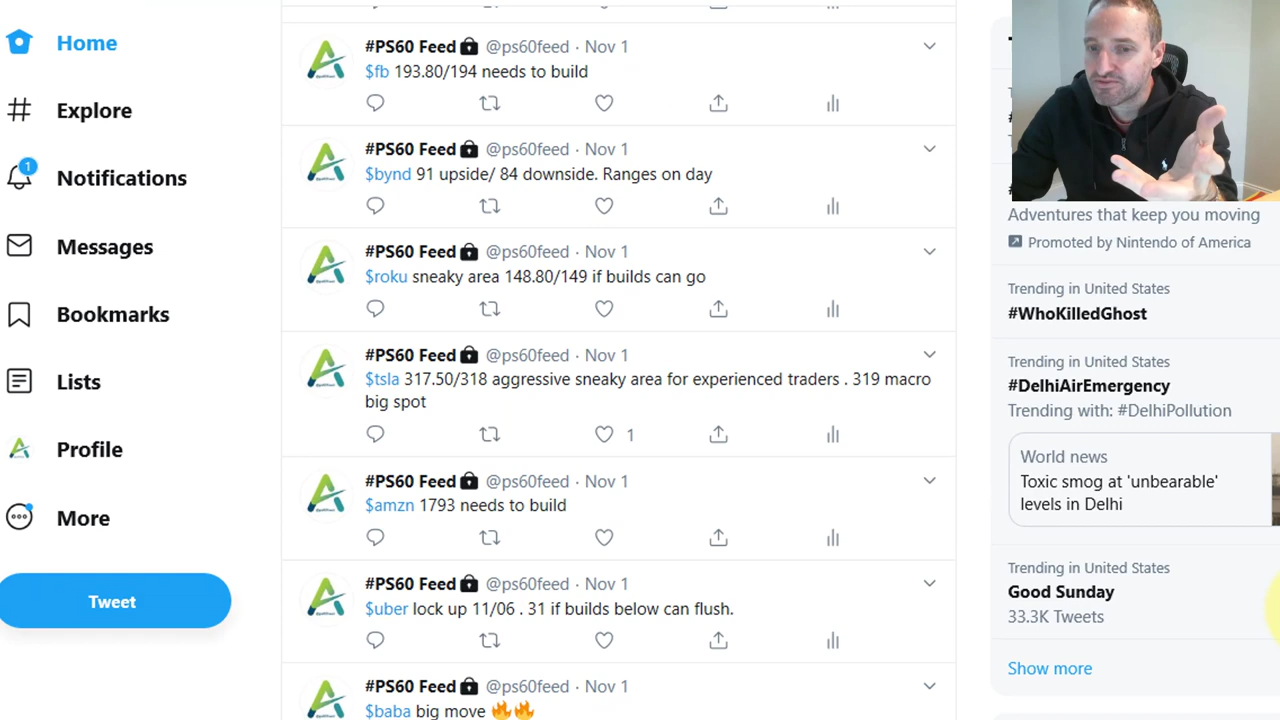 Home
Explore
1
Notifications
Messages
Bookmarks
Lists
Profile
More
Tweet
#PS60 Feed @ps60feed · Nov 1
$fb 193.80/194 needs to build
#PS60 Feed @ps60feed · Nov 1
$bynd 91 upside/ 84 downside. Ranges on day
#PS60 Feed @ps60feed · Nov 1
$roku sneaky area 148.80/149 if builds can go
#PS60 Feed @ps60feed · Nov 1
$tsla 317.50/318 aggressive sneaky area for experienced traders . 319 macro
big spot
1
#PS60 Feed @ps60feed · Nov 1
$amzn 1793 needs to build
#PS60 Feed @ps60feed · Nov 1
$uber lock up 11/06 . 31 if builds below can flush.
#PS60 Feed @ps60feed · Nov 1
$baba big move 🔥🔥
Adventures that keep you moving
Promoted by Nintendo of America
Trending in United States
#WhoKilledGhost
Trending in United States
#DelhiAirEmergency
Trending with: #DelhiPollution
World news
Toxic smog at 'unbearable'
levels in Delhi
Trending in United States
Good Sunday
33.3K Tweets
Show more